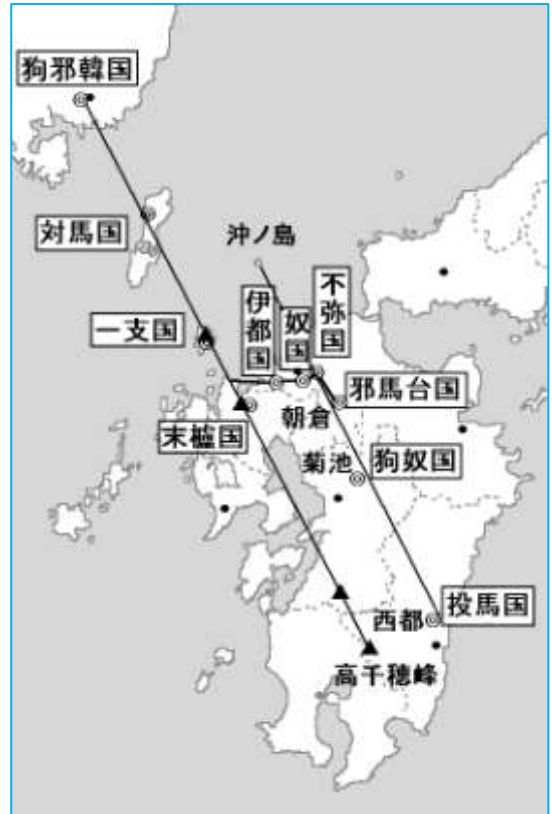 狗邪韓国
対馬国
沖ノ島
一支国
伊都国
奴国
不弥国
邪馬台国
末櫨国
朝倉
菊池
狗奴国
西都
投馬国
高千穂峰